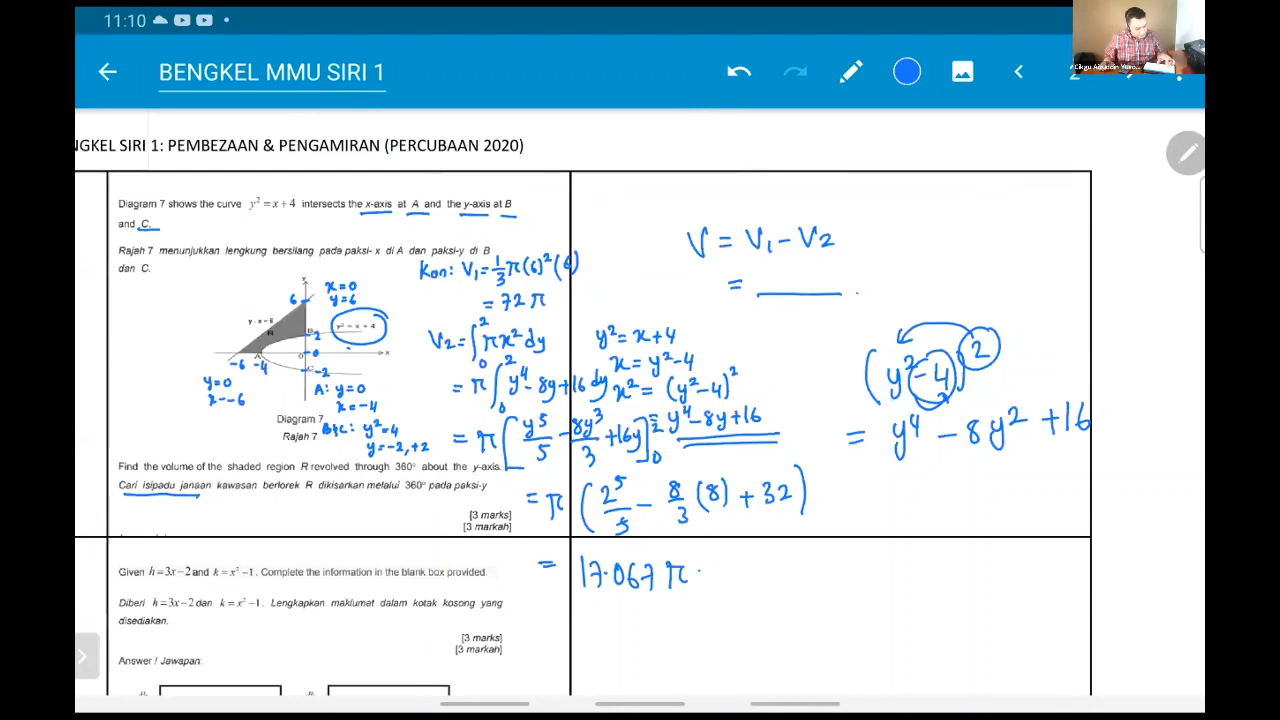 11:10
BENGKEL MMU SIRI 1
NGKEL SIRI 1: PEMBEZAAN & PENGAMIRAN (PERCUBAAN 2020)
Diagram 7 shows the curve y² = x + 4 intersects the x-axis at A and the y-axis at B
and C.
Rajah 7 menunjukkan lengkung bersilang pada paksi- x di A dan paksi-y di B
dan C.
x=0
y=6
6
y - x = 6
R
B
2
y² = x + 4
0
-6 -4
A
O
x
C
-2
y=0
x=-6
A: y=0
x=-4
Diagram 7
Rajah 7
B&C: y²=4
y=-2,+2
Find the volume of the shaded region R revolved through 360° about the y-axis.
Cari isipadu janaan kawasan berlorek R dikisarkan melalui 360° pada paksi-y
[3 marks]
[3 markah]
Kon: V₁ = 1/3 π(6)²(6)
= 72π
V₂ = ∫₀² πx² dy
= π ∫₀² y⁴ - 8y + 16 dy
= π [y⁵/5 - 8y³/3 + 16y]₀²
= π (2⁵/5 - 8/3 (8) + 32)
= 17.067 π
y² = x+4
x = y²-4
x² = (y²-4)²
= y⁴-8y+16
V = V₁ - V₂
=
(y²-4)²
= y⁴ - 8y² + 16
Given h = 3x − 2 and k = x² − 1. Complete the information in the blank box provided.
Diberi h = 3x − 2 dan k = x² − 1. Lengkapkan maklumat dalam kotak kosong yang
disediakan.
[3 marks]
[3 markah]
Answer / Jawapan: